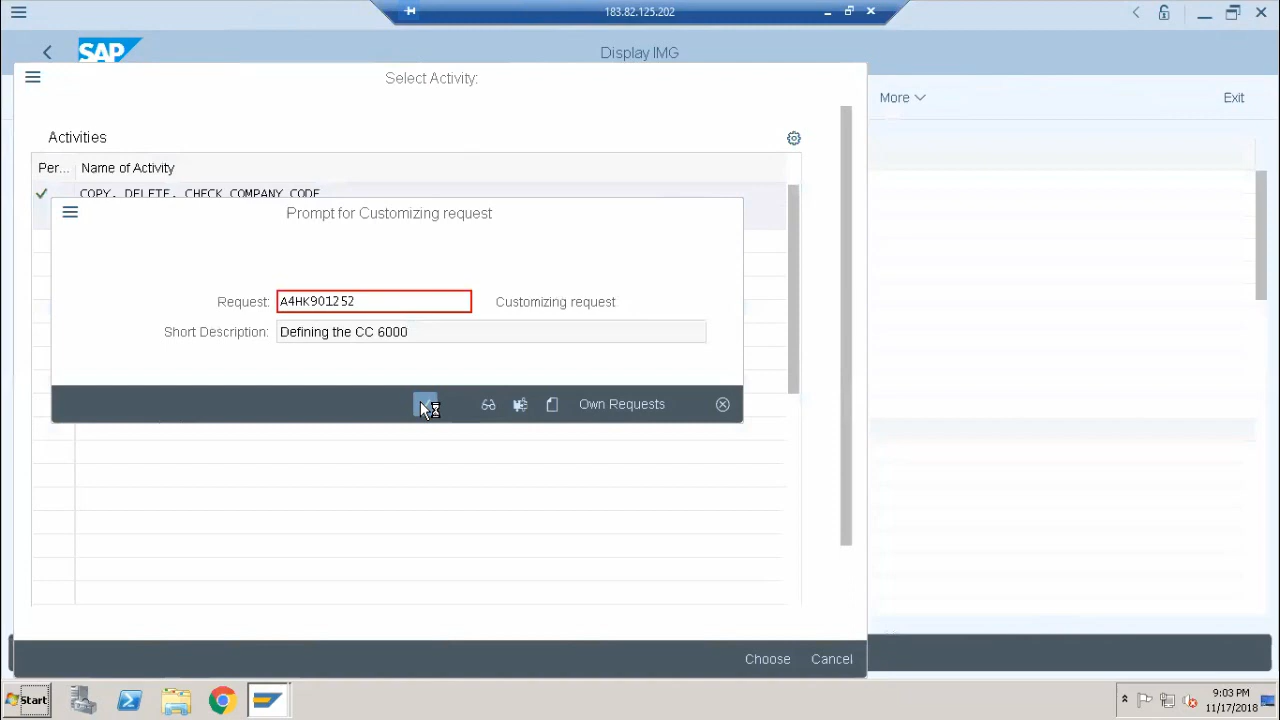 183.82.125.202
SAP
Display IMG
Select Activity:
More
Exit
Activities
Per...
Name of Activity
COPY, DELETE, CHECK COMPANY CODE
Prompt for Customizing request
Request:
A4HK901252
Customizing request
Short Description:
Defining the CC 6000
Own Requests
Choose
Cancel
Start
9:03 PM
11/17/2018